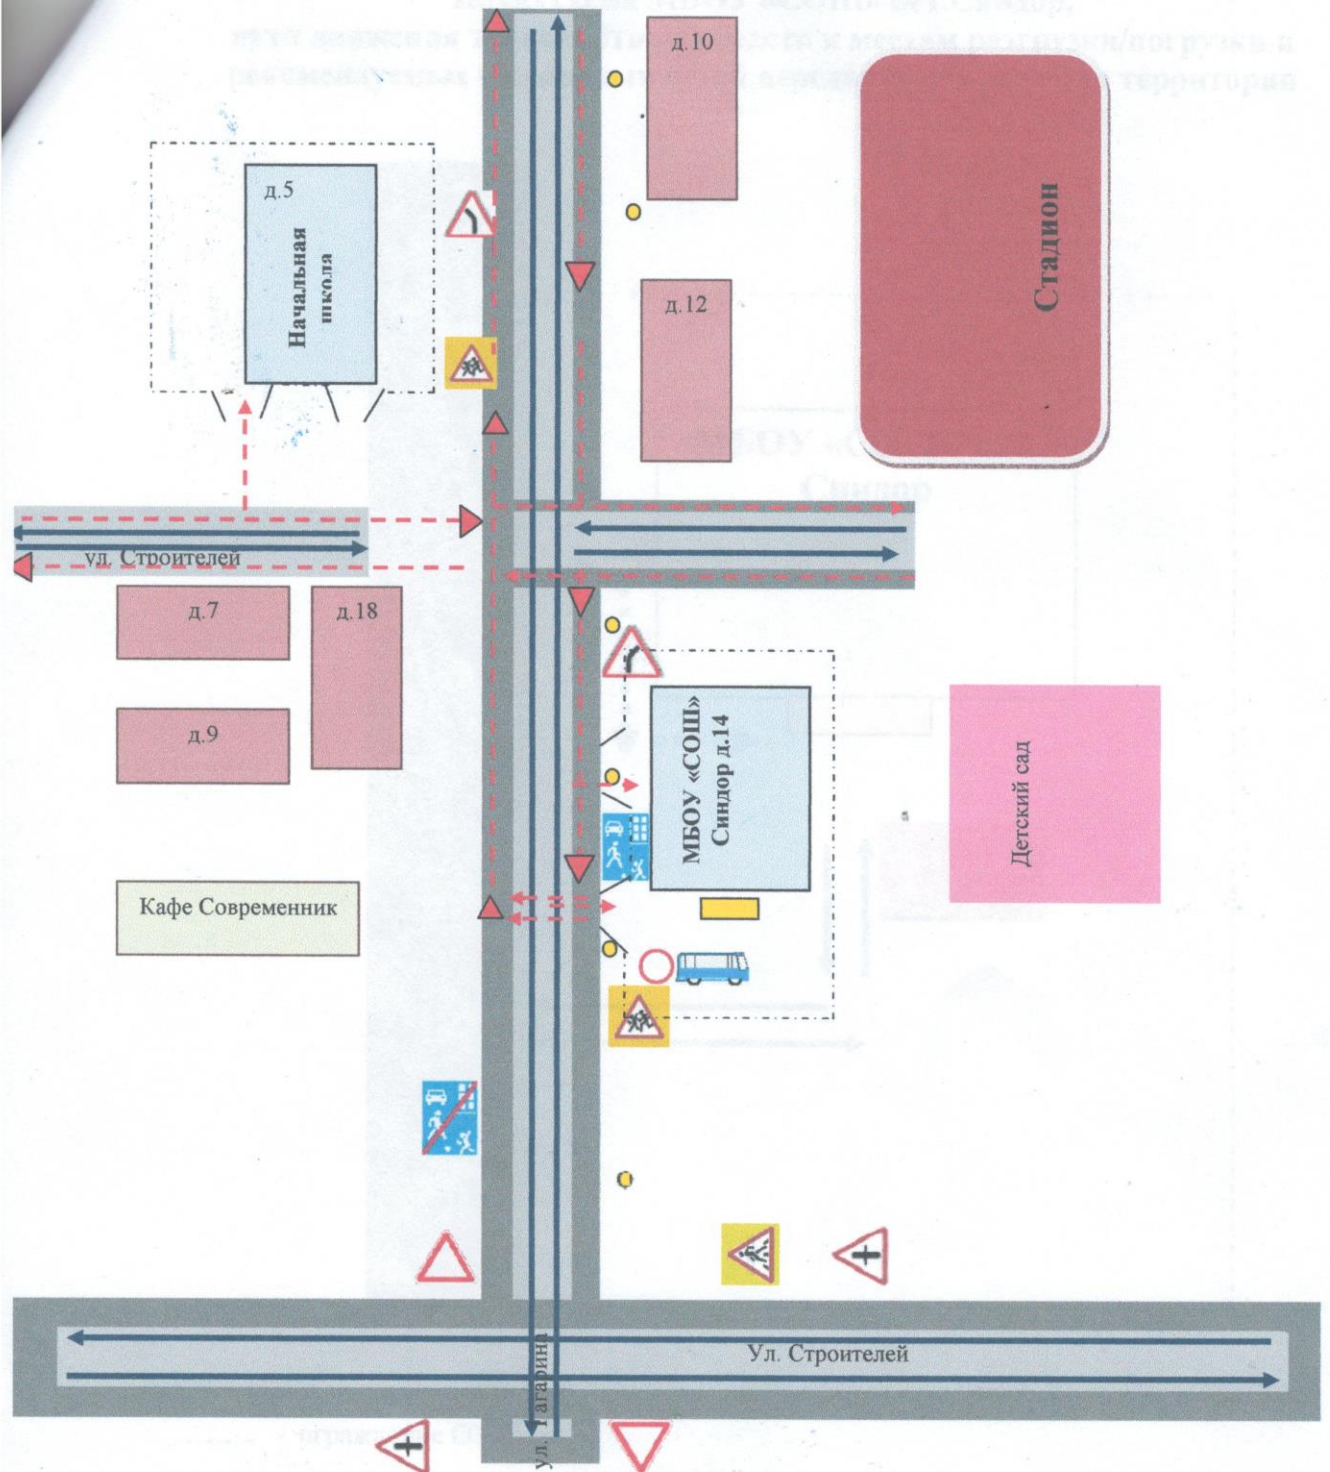 д.10
д.5
Начальная
школа
д.12
Стадион
ул. Строителей
д.7
д.18
д.9
МБОУ «СОШ»
Синдор д.14
Детский сад
Кафе Современник
Ул. Строителей
ул. Гагарина